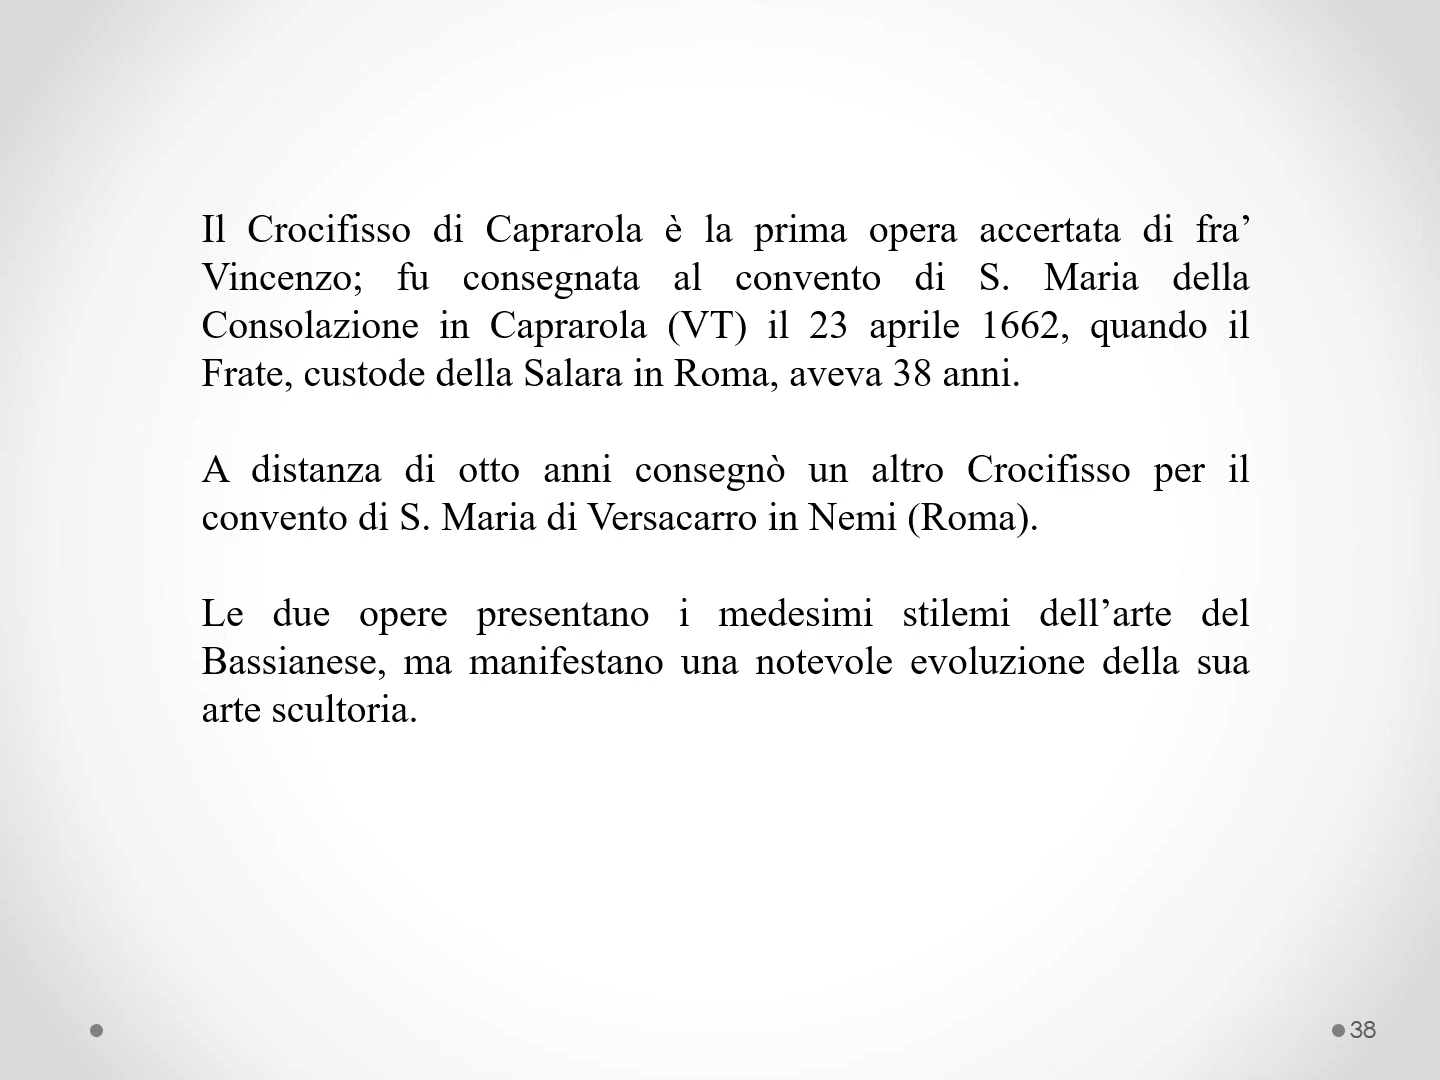 Il Crocifisso di Caprarola è la prima opera accertata di fra’
Vincenzo; fu consegnata al convento di S. Maria della
Consolazione in Caprarola (VT) il 23 aprile 1662, quando il
Frate, custode della Salara in Roma, aveva 38 anni.
A distanza di otto anni consegnò un altro Crocifisso per il
convento di S. Maria di Versacarro in Nemi (Roma).
Le due opere presentano i medesimi stilemi dell’arte del
Bassianese, ma manifestano una notevole evoluzione della sua
arte scultoria.
38